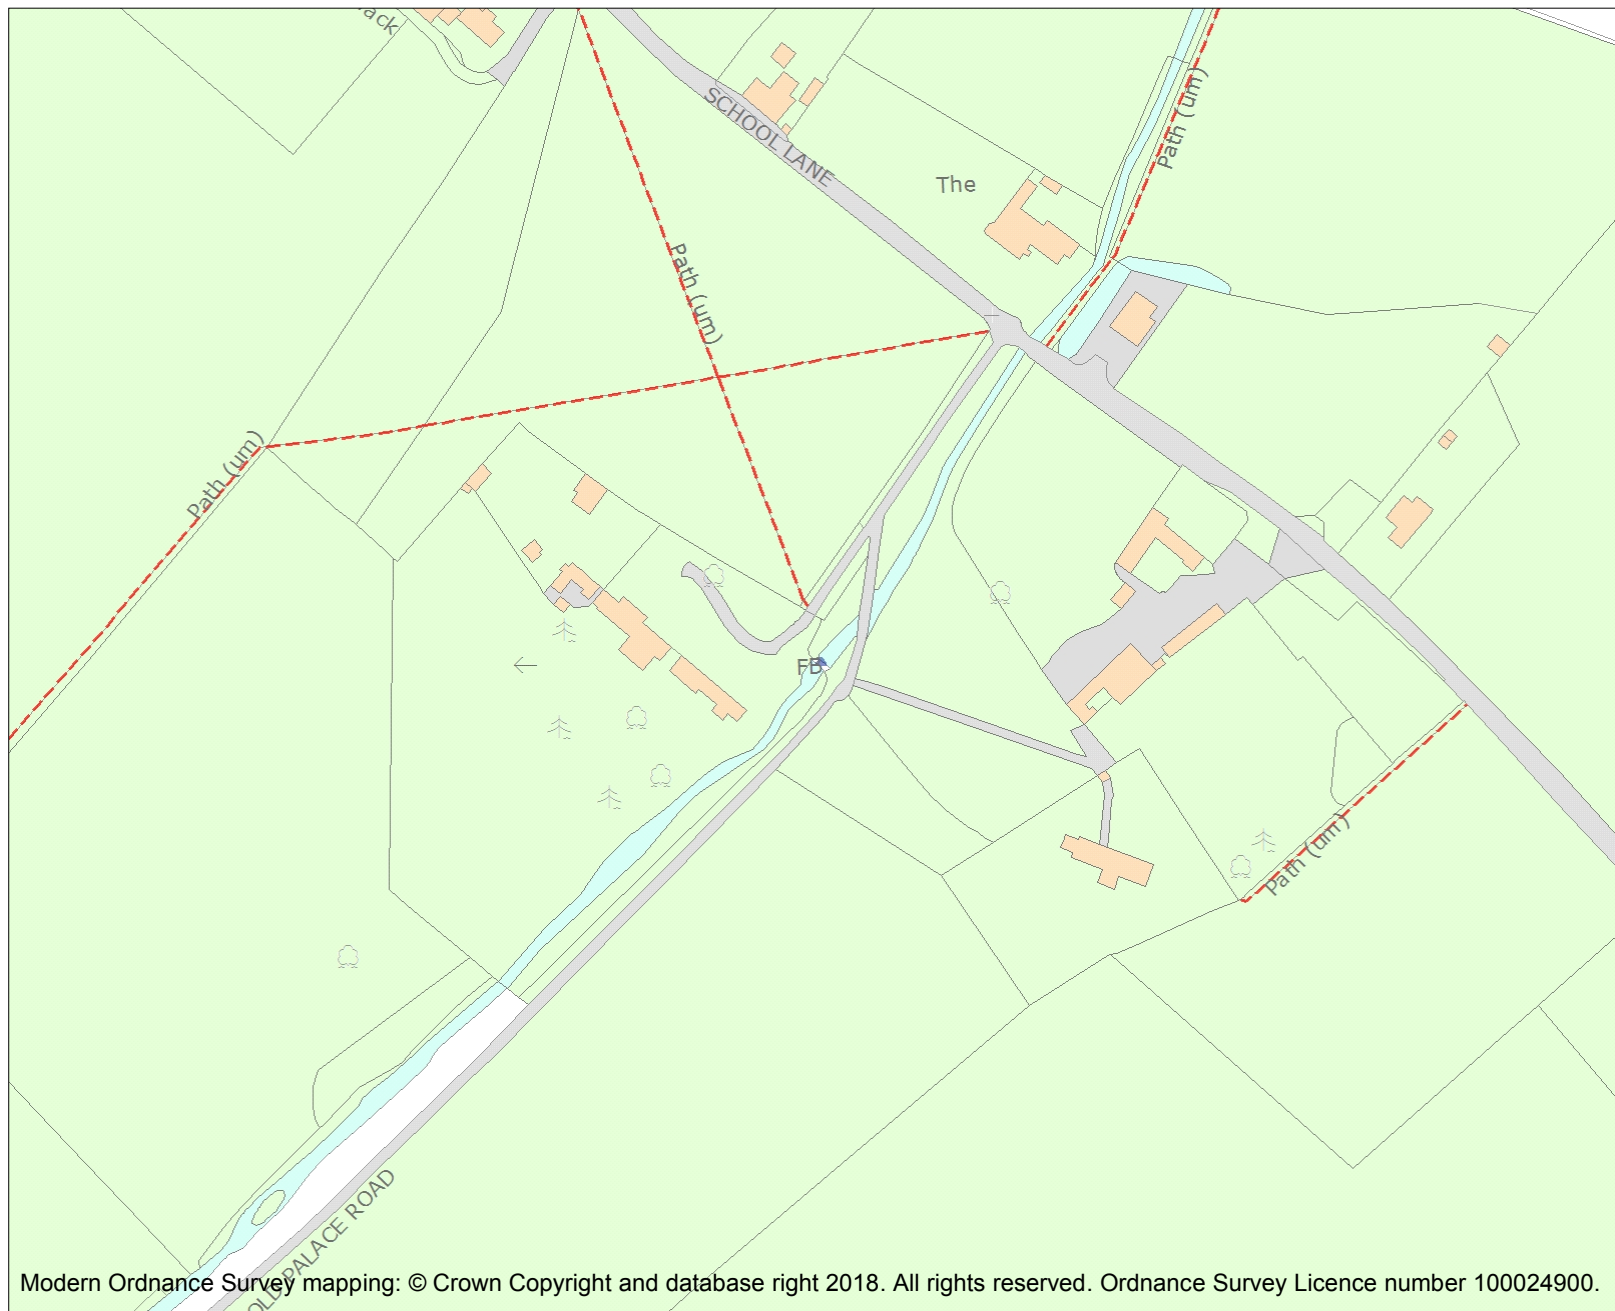 ack
SCHOOL LANE
Path (um)
The
Path (um)
Path (um)
FB
Path (um)
OLD PALACE ROAD
Modern Ordnance Survey mapping: © Crown Copyright and database right 2018. All rights reserved. Ordnance Survey Licence number 100024900.